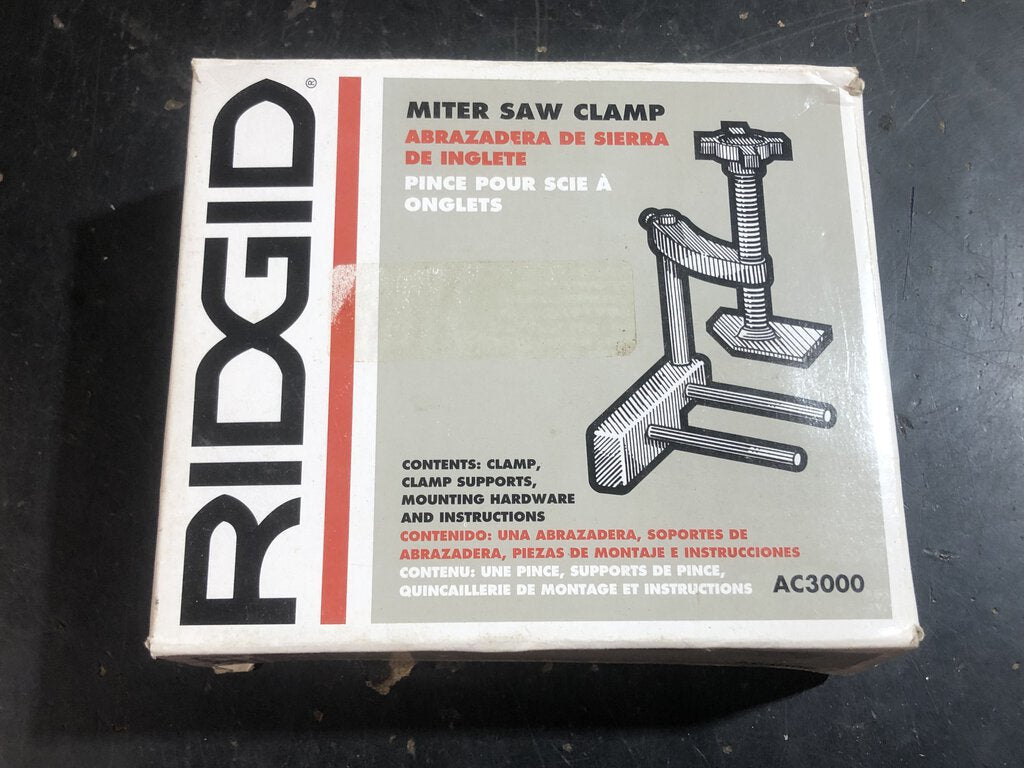 RIDGID®
MITER SAW CLAMP
ABRAZADERA DE SIERRA
DE INGLETE
PINCE POUR SCIE À
ONGLETS
CONTENTS: CLAMP,
CLAMP SUPPORTS,
MOUNTING HARDWARE
AND INSTRUCTIONS
CONTENIDO: UNA ABRAZADERA, SOPORTES DE
ABRAZADERA, PIEZAS DE MONTAJE E INSTRUCCIONES
CONTENU: UNE PINCE, SUPPORTS DE PINCE,
QUINCAILLERIE DE MONTAGE ET INSTRUCTIONS
AC3000